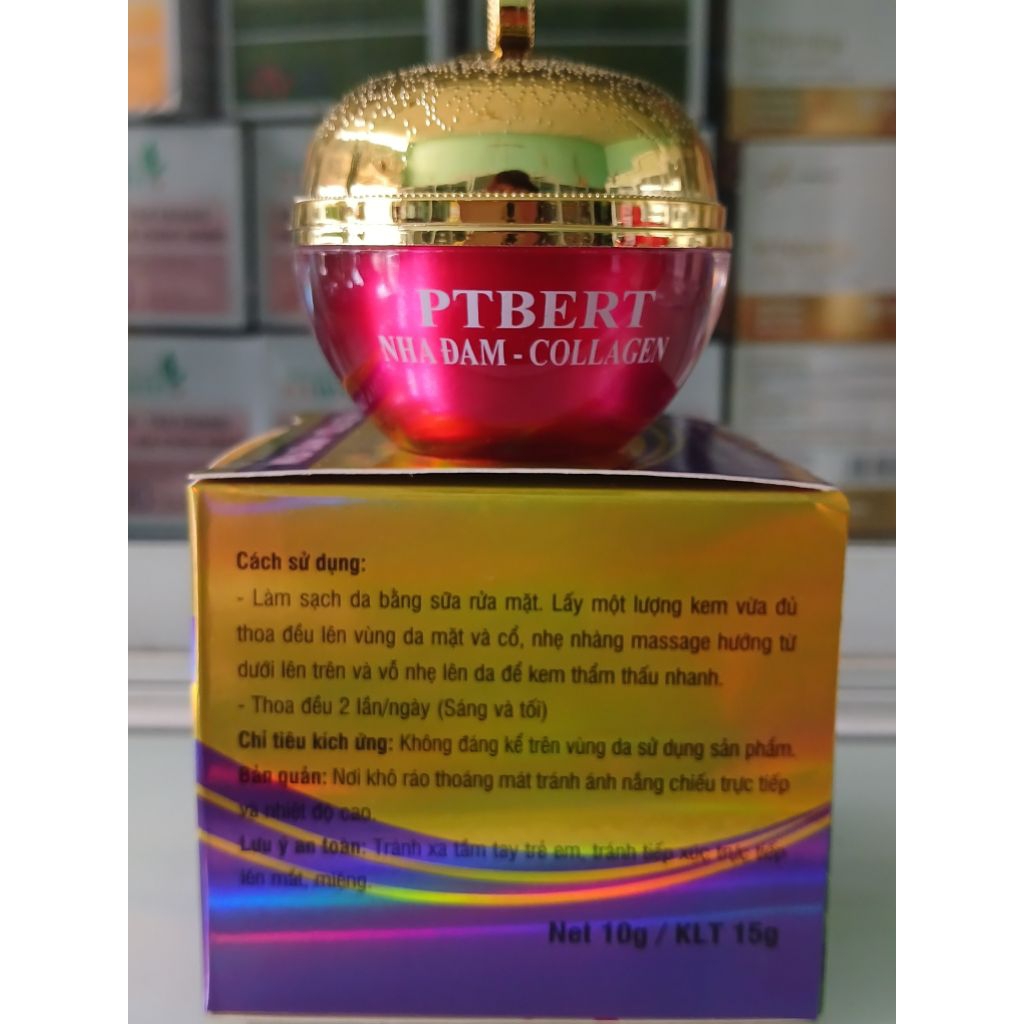 PTBERT
NHA ĐAM - COLLAGEN
Cách sử dụng:
- Làm sạch da bằng sữa rửa mặt. Lấy một lượng kem vừa đủ
thoa đều lên vùng da mặt và cổ, nhẹ nhàng massage hướng từ
dưới lên trên và vỗ nhẹ lên da để kem thẩm thấu nhanh.
- Thoa đều 2 lần/ngày (Sáng và tối)
Chỉ tiêu kích ứng: Không đáng kể trên vùng da sử dụng sản phẩm.
Bản quản: Nơi khô ráo thoáng mát tránh ánh nắng chiếu trực tiếp
và nhiệt độ cao.
Lưu ý an toàn: Tránh xa tầm tay trẻ em, tránh tiếp xúc trực tiếp
lên mắt, miệng.
Net 10g / KLT 15g